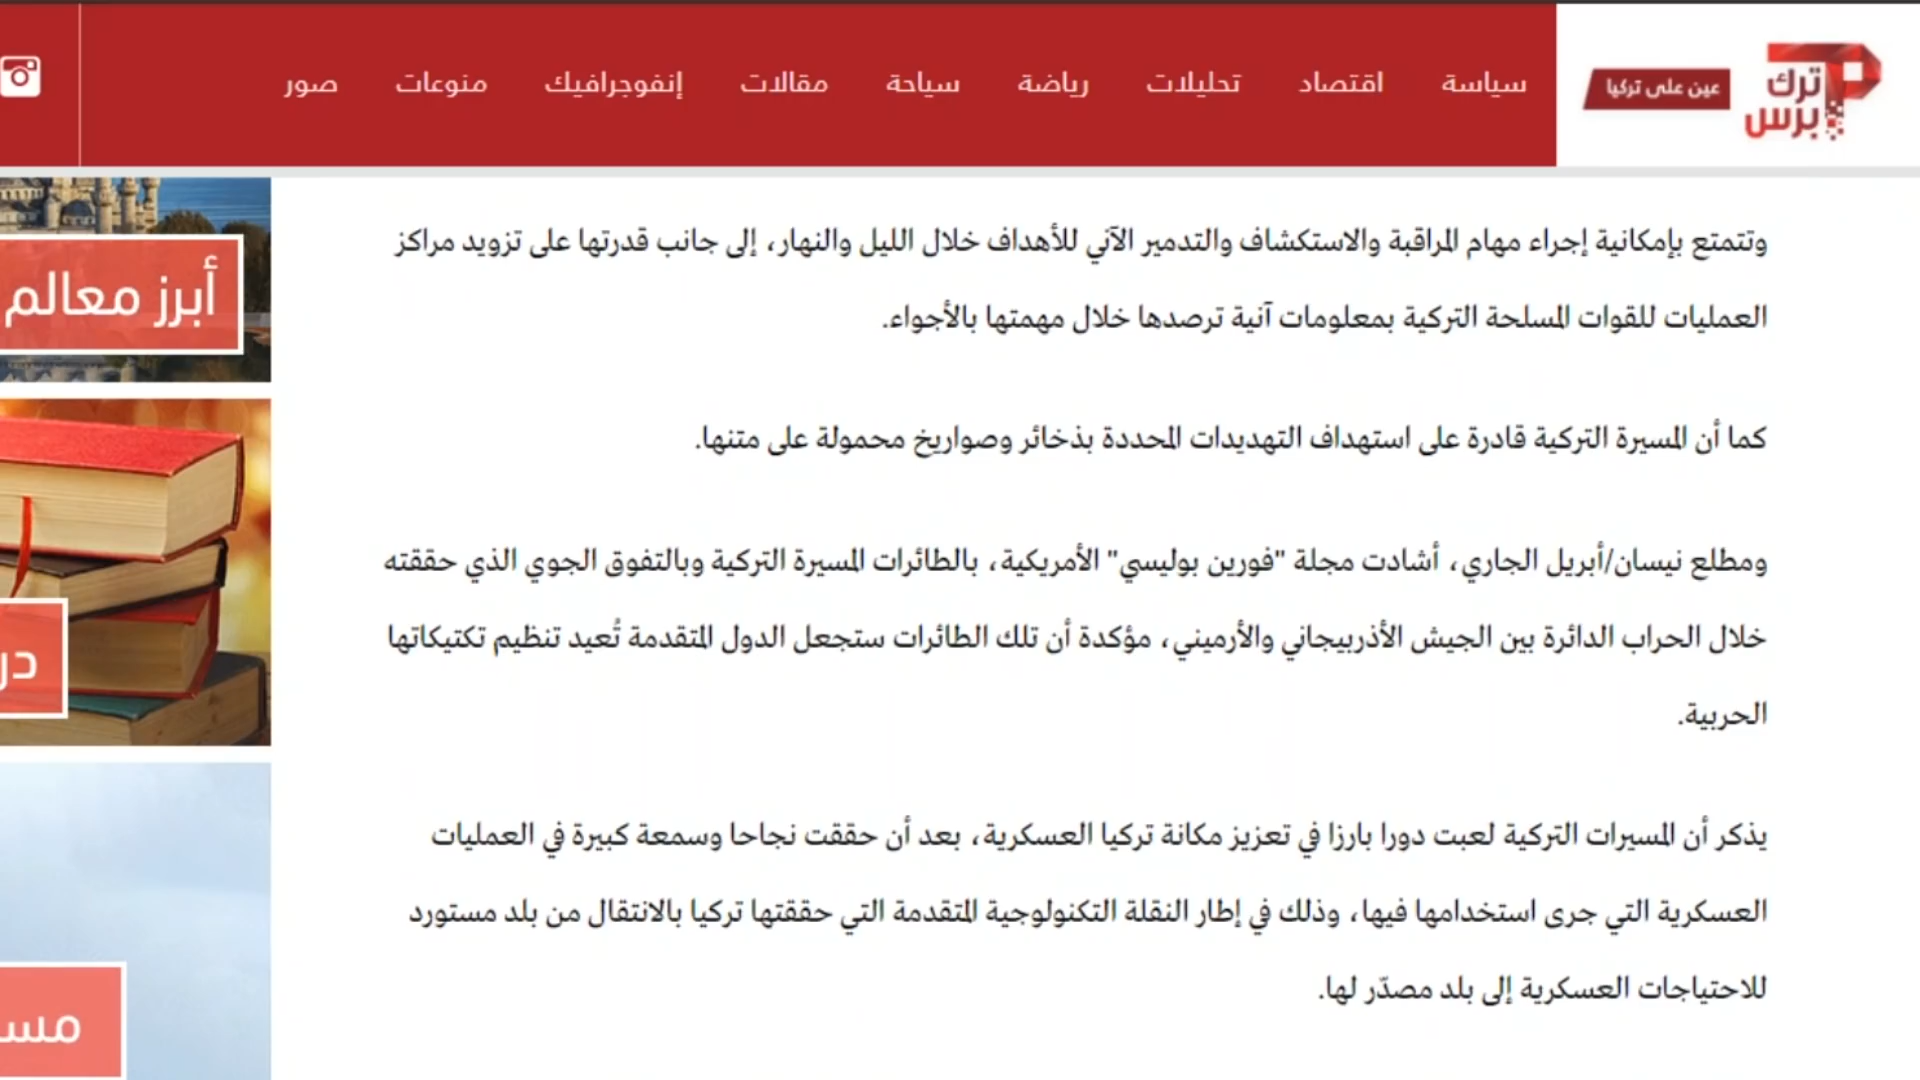 ترك برس
عين على تركيا
سياسة اقتصاد تحليلات رياضة سياحة مقالات إنفوجرافيك منوعات صور
وتتمتع بإمكانية إجراء مهام المراقبة والاستكشاف والتدمير الآني للأهداف خلال الليل والنهار، إلى جانب قدرتها على تزويد مراكز
العمليات للقوات المسلحة التركية بمعلومات آنية ترصدها خلال مهمتها بالأجواء.
كما أن المسيرة التركية قادرة على استهداف التهديدات المحددة بذخائر وصواريخ محمولة على متنها.
ومطلع نيسان/أبريل الجاري، أشادت مجلة "فورين بوليسي" الأمريكية، بالطائرات المسيرة التركية وبالتفوق الجوي الذي حققته
خلال الحراب الدائرة بين الجيش الأذربيجاني والأرميني، مؤكدة أن تلك الطائرات ستجعل الدول المتقدمة تُعيد تنظيم تكتيكاتها
الحربية.
يذكر أن المسيرات التركية لعبت دورا بارزا في تعزيز مكانة تركيا العسكرية، بعد أن حققت نجاحا وسمعة كبيرة في العمليات
العسكرية التي جرى استخدامها فيها، وذلك في إطار النقلة التكنولوجية المتقدمة التي حققتها تركيا بالانتقال من بلد مستورد
للاحتياجات العسكرية إلى بلد مصدّر لها.
أبرز معالم